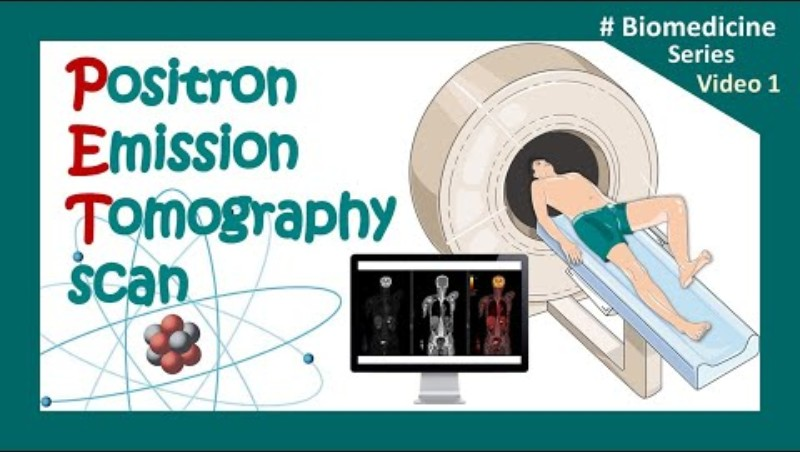 # Biomedicine
Series
Video 1
Positron
Emission
Tomography
scan